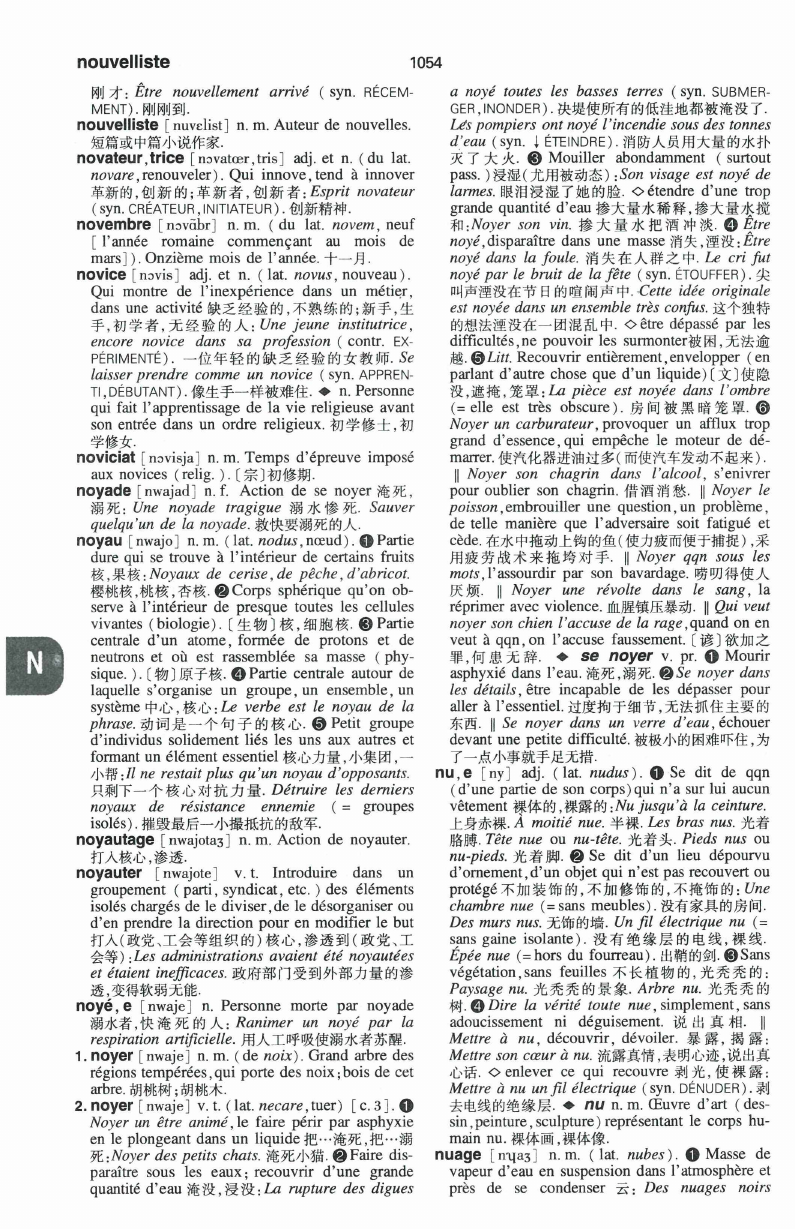 nouvelliste
1054
刚才: Être nouvellement arrivé ( syn. RÉCEM-
MENT). 刚刚到.
nouvelliste [nuvɛlist] n. m. Auteur de nouvelles.
短篇或中篇小说作家.
novateur,trice [nɔvatœr,tris] adj. et n. ( du lat.
novare,renouveler). Qui innove,tend à innover
革新的,创新的;革新者,创新者:Esprit novateur
(syn. CRÉATEUR,INITIATEUR). 创新精神.
novembre [nɔvɑ̃br] n. m. ( du lat. novem, neuf
[l'année romaine commençant au mois de
mars]). Onzième mois de l'année. 十一月.
novice [nɔvis] adj. et n. (lat. novus, nouveau).
Qui montre de l'inexpérience dans un métier,
dans une activité 缺乏经验的,不熟练的;新手,生
手,初学者,无经验的人: Une jeune institutrice,
encore novice dans sa profession ( contr. EX-
PÉRIMENTÉ). 一位年轻的缺乏经验的女教师. Se
laisser prendre comme un novice ( syn. APPREN-
TI,DÉBUTANT). 像生手一样被难住. ◆ n. Personne
qui fait l'apprentissage de la vie religieuse avant
son entrée dans un ordre religieux. 初学修士,初
学修女.
noviciat [nɔvisja] n. m. Temps d'épreuve imposé
aux novices (relig.). 〔宗〕初修期.
noyade [nwajad] n. f. Action de se noyer 淹死,
溺死: Une noyade tragigue 溺水惨死. Sauver
quelqu'un de la noyade. 救快要溺死的人.
noyau [nwajo] n. m. (lat. nodus,nœud). ❶Partie
dure qui se trouve à l'intérieur de certains fruits
核,果核:Noyaux de cerise,de pêche,d'abricot.
樱桃核,桃核,杏核. ❷Corps sphérique qu'on ob-
serve à l'intérieur de presque toutes les cellules
vivantes (biologie). 〔生物〕核,细胞核. ❸Partie
centrale d'un atome, formée de protons et de
neutrons et où est rassemblée sa masse ( phy-
sique. ). 〔物〕原子核. ❹Partie centrale autour de
laquelle s'organise un groupe, un ensemble, un
système 中心,核心:Le verbe est le noyau de la
phrase. 动词是一个句子的核心. ❺ Petit groupe
d'individus solidement liés les uns aux autres et
formant un élément essentiel 核心力量,小集团,一
小帮:Il ne restait plus qu'un noyau d'opposants.
只剩下一个核心对抗力量. Détruire les derniers
noyaux de résistance ennemie ( = groupes
isolés). 摧毁最后一小撮抵抗的敌军.
noyautage [nwajotaʒ] n. m. Action de noyauter.
打入核心,渗透.
noyauter [nwajote] v. t. Introduire dans un
groupement ( parti, syndicat, etc. ) des éléments
isolés chargés de le diviser,de le désorganiser ou
d'en prendre la direction pour en modifier le but
打入(政党、工会等组织的)核心,渗透到(政党、工
会等):Les administrations avaient été noyautées
et étaient inefficaces. 政府部门受到外部力量的渗
透,变得软弱无能.
noyé,e [nwaje] n. Personne morte par noyade
溺水者,快淹死的人: Ranimer un noyé par la
respiration artificielle. 用人工呼吸使溺水者苏醒.
1. noyer [nwaje] n. m. (de noix). Grand arbre des
régions tempérées,qui porte des noix;bois de cet
arbre. 胡桃树;胡桃木.
2. noyer [nwaje] v. t. (lat. necare,tuer) [c. 3]. ❶
Noyer un être animé,le faire périr par asphyxie
en le plongeant dans un liquide 把…淹死,把…溺
死:Noyer des petits chats. 淹死小猫. ❷Faire dis-
paraître sous les eaux; recouvrir d'une grande
quantité d'eau 淹没,浸没:La rupture des digues
a noyé toutes les basses terres ( syn. SUBMER-
GER,INONDER). 决堤使所有的低洼地都被淹没了.
Les pompiers ont noyé l'incendie sous des tonnes
d'eau (syn. ↓ÉTEINDRE). 消防人员用大量的水扑
灭了大火. ❸ Mouiller abondamment ( surtout
pass. )浸湿(尤用被动态):Son visage est noyé de
larmes. 眼泪浸湿了她的脸. ◇étendre d'une trop
grande quantité d'eau 掺大量水稀释,掺大量水搅
和:Noyer son vin. 掺大量水把酒冲淡. ❹ Être
noyé,disparaître dans une masse 消失,湮没:Être
noyé dans la foule. 消失在人群之中. Le cri fut
noyé par le bruit de la fête (syn. ÉTOUFFER). 尖
叫声湮没在节日的喧闹声中. Cette idée originale
est noyée dans un ensemble très confus. 这个独特
的想法湮没在一团混乱中. ◇être dépassé par les
difficultés,ne pouvoir les surmonter被困,无法逾
越. ❺Litt. Recouvrir entièrement,envelopper (en
parlant d'autre chose que d'un liquide)〔文〕使隐
没,遮掩,笼罩:La pièce est noyée dans l'ombre
(= elle est très obscure). 房间被黑暗笼罩. ❻
Noyer un carburateur, provoquer un afflux trop
grand d'essence,qui empêche le moteur de dé-
marrer. 使汽化器进油过多(而使汽车发动不起来).
‖ Noyer son chagrin dans l'alcool, s'enivrer
pour oublier son chagrin. 借酒消愁. ‖ Noyer le
poisson,embrouiller une question,un problème,
de telle manière que l'adversaire soit fatigué et
cède. 在水中拖动上钩的鱼(使力疲而便于捕捉),采
用疲劳战术来拖垮对手. ‖ Noyer qqn sous les
mots,l'assourdir par son bavardage. 唠叨得使人
厌烦. ‖ Noyer une révolte dans le sang, la
réprimer avec violence. 血腥镇压暴动. ‖ Qui veut
noyer son chien l'accuse de la rage,quand on en
veut à qqn,on l'accuse faussement. 〔谚〕欲加之
罪,何患无辞. ◆ se noyer v. pr. ❶ Mourir
asphyxié dans l'eau. 淹死,溺死. ❷Se noyer dans
les détails, être incapable de les dépasser pour
aller à l'essentiel. 过度拘于细节,无法抓住主要的
东西. ‖ Se noyer dans un verre d'eau, échouer
devant une petite difficulté. 被极小的困难吓住,为
了一点小事就手足无措.
nu,e [ny] adj. ( lat. nudus). ❶ Se dit de qqn
(d'une partie de son corps)qui n'a sur lui aucun
vêtement 裸体的,裸露的:Nu jusqu'à la ceinture.
上身赤裸. À moitié nue. 半裸. Les bras nus. 光着
胳膊. Tête nue ou nu-tête. 光着头. Pieds nus ou
nu-pieds. 光着脚. ❷ Se dit d'un lieu dépourvu
d'ornement,d'un objet qui n'est pas recouvert ou
protégé不加装饰的,不加修饰的,不掩饰的: Une
chambre nue (= sans meubles). 没有家具的房间.
Des murs nus. 无饰的墙. Un fil électrique nu (=
sans gaine isolante). 没有绝缘层的电线,裸线.
Épée nue (= hors du fourreau). 出鞘的剑. ❸Sans
végétation,sans feuilles 不长植物的,光秃秃的:
Paysage nu. 光秃秃的景象. Arbre nu. 光秃秃的
树. ❹Dire la vérité toute nue,simplement,sans
adoucissement ni déguisement. 说出真相. ‖
Mettre à nu, découvrir, dévoiler. 暴露, 揭露:
Mettre son cœur à nu. 流露真情,表明心迹,说出真
心话. ◇ enlever ce qui recouvre 剥光,使裸露:
Mettre à nu un fil électrique (syn. DÉNUDER). 剥
去电线的绝缘层. ◆ nu n. m. Œuvre d'art ( des-
sin,peinture,sculpture) représentant le corps hu-
main nu. 裸体画,裸体像.
nuage [nɥaʒ] n. m. ( lat. nubes). ❶ Masse de
vapeur d'eau en suspension dans l'atmosphère et
près de se condenser 云: Des nuages noirs
N